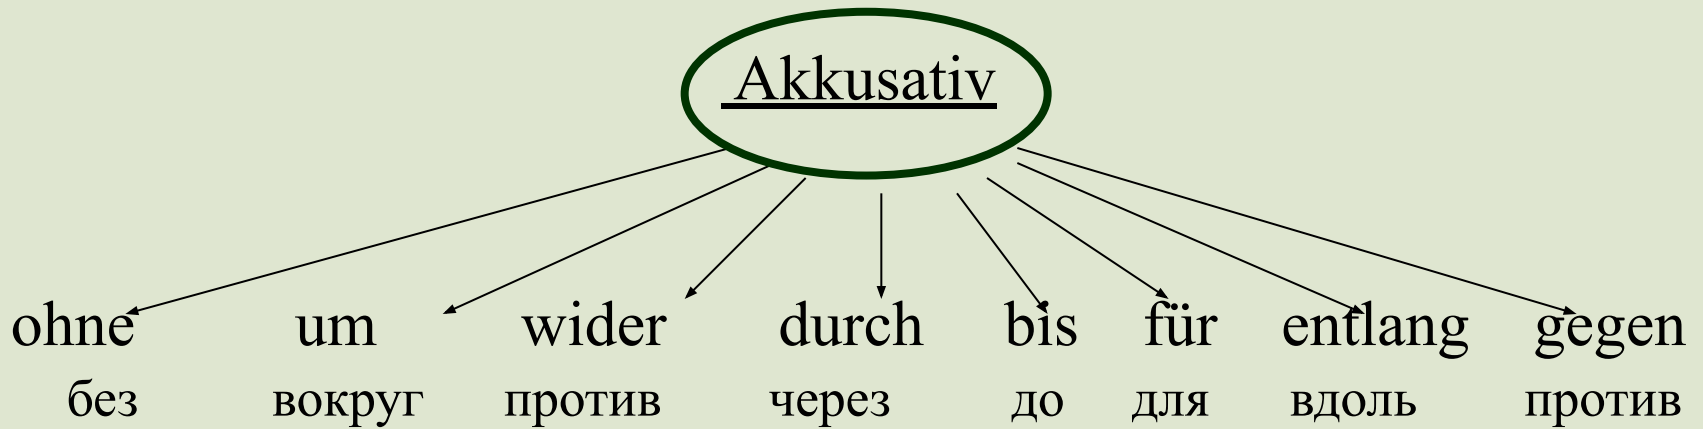 Akkusativ
ohne um wider durch bis für entlang gegen
без вокруг против через до для вдоль против